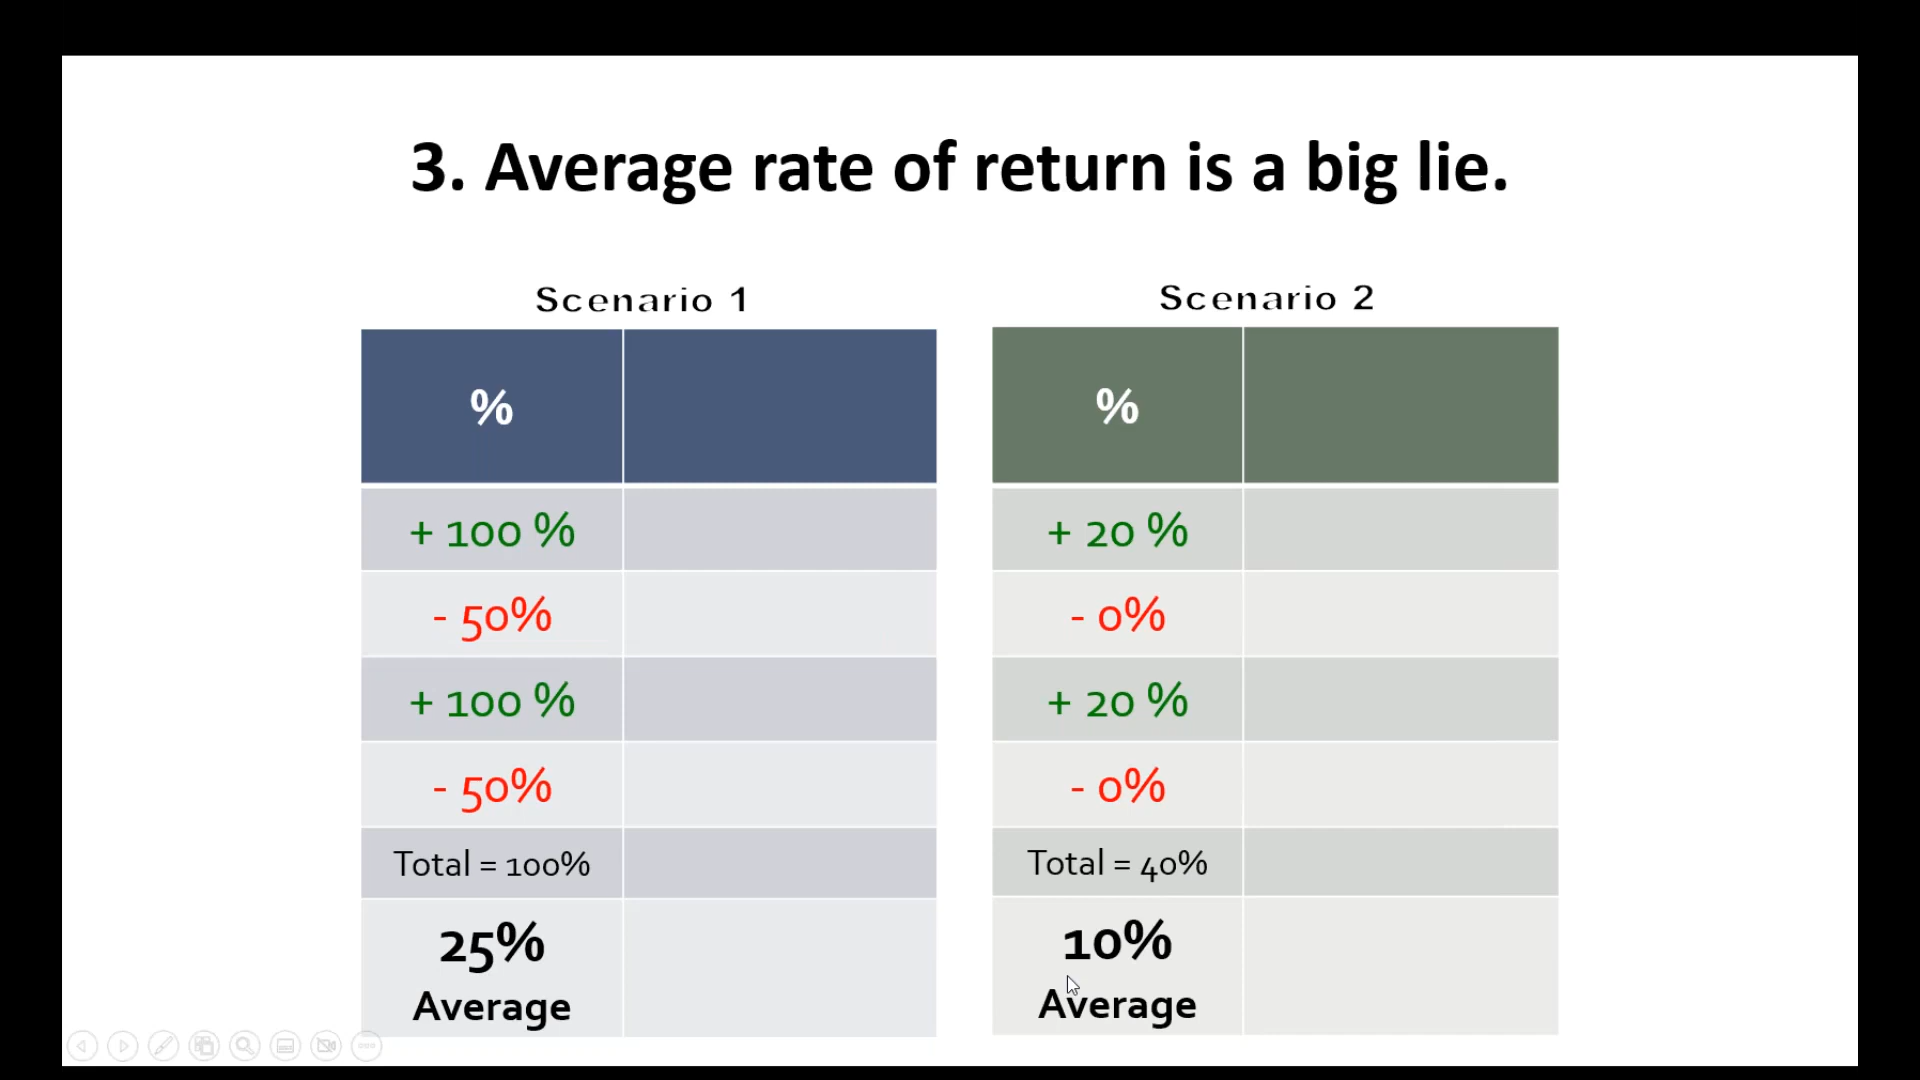 3. Average rate of return is a big lie.
Scenario 1
%
+ 100 %
- 50%
+ 100 %
- 50%
Total = 100%
25%
Average
Scenario 2
%
+ 20 %
- 0%
+ 20 %
- 0%
Total = 40%
10%
Average